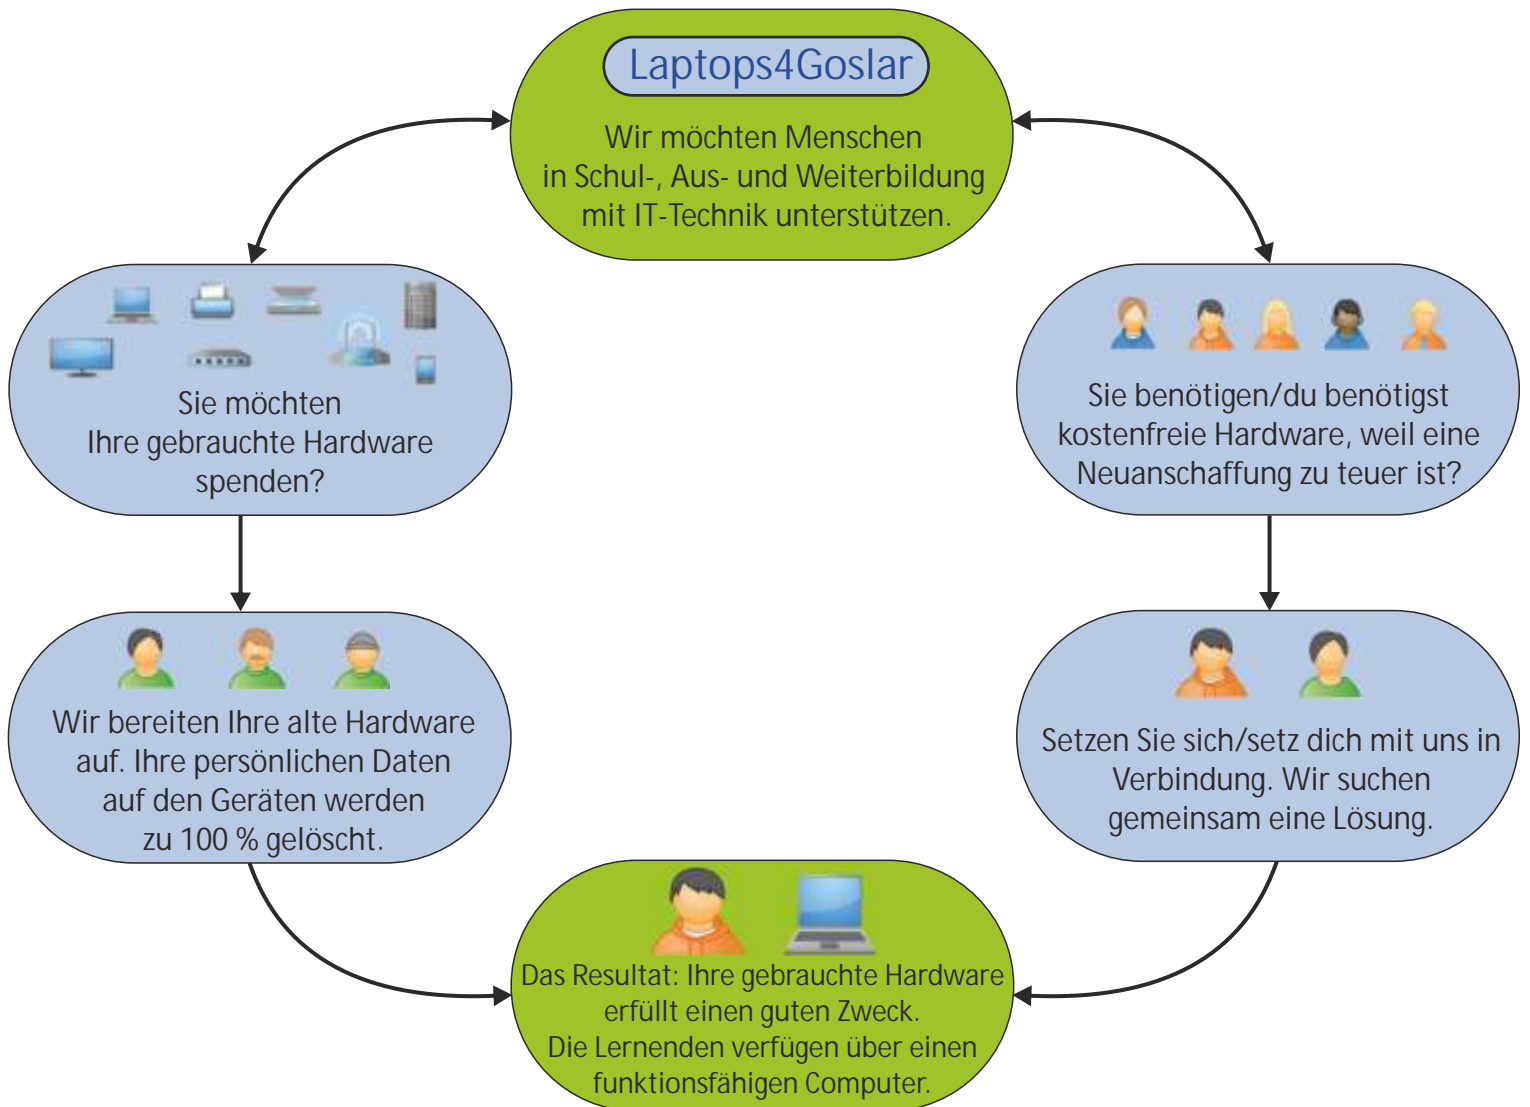 Laptops4Goslar
Wir möchten Menschen
in Schul-, Aus- und Weiterbildung
mit IT-Technik unterstützen.
Sie möchten
Ihre gebrauchte Hardware
spenden?
Sie benötigen/du benötigst
kostenfreie Hardware, weil eine
Neuanschaffung zu teuer ist?
Wir bereiten Ihre alte Hardware
auf. Ihre persönlichen Daten
auf den Geräten werden
zu 100 % gelöscht.
Setzen Sie sich/setz dich mit uns in
Verbindung. Wir suchen
gemeinsam eine Lösung.
Das Resultat: Ihre gebrauchte Hardware
erfüllt einen guten Zweck.
Die Lernenden verfügen über einen
funktionsfähigen Computer.